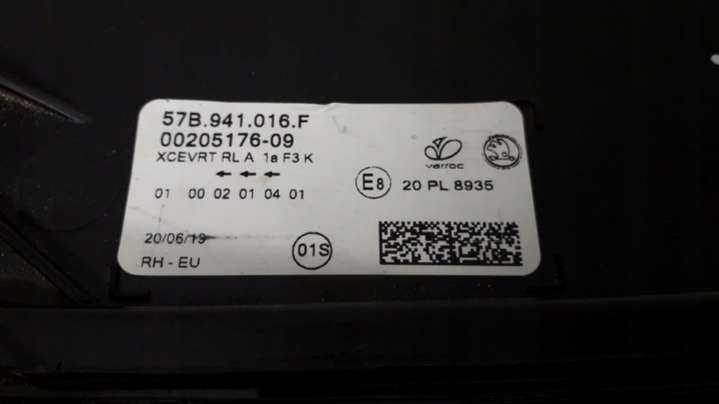 57B.941.016.F
00205176-09
XCEVRT RL A 1a F3 K
01 00 02 01 04 01
varroc
E8 20 PL 8935
20/06/19
01S
RH - EU